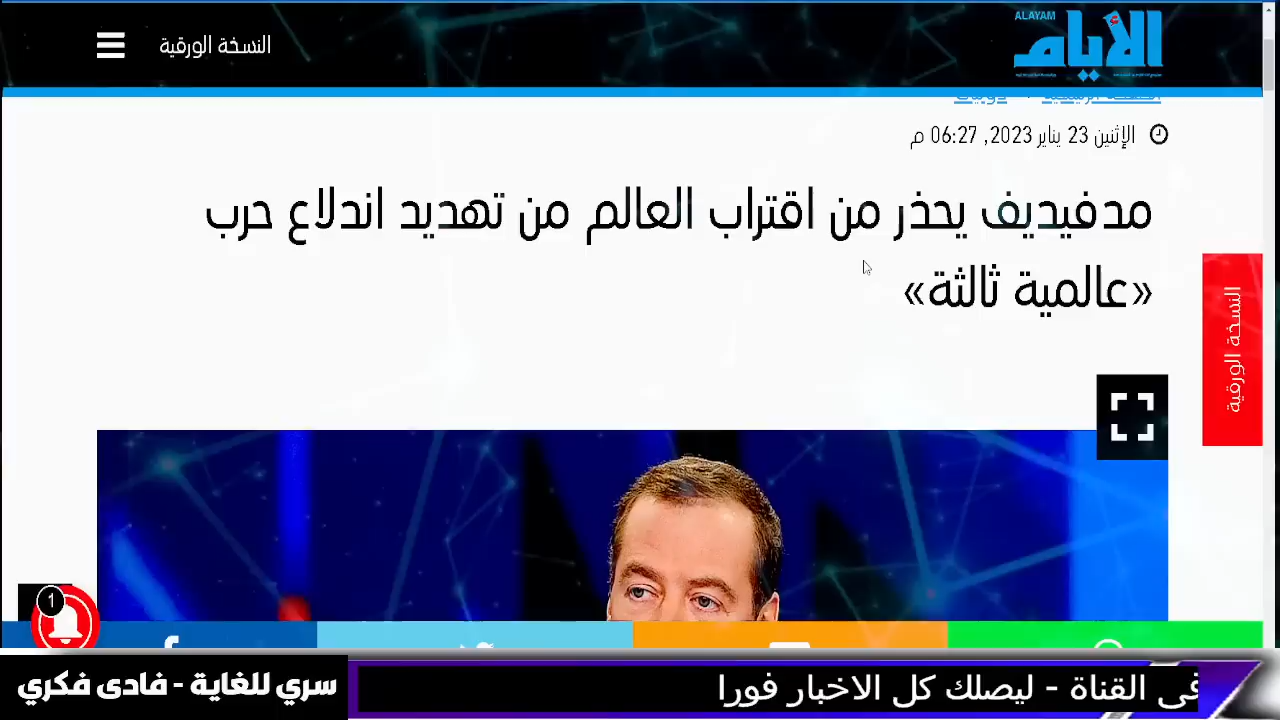 ALAYAM
الأيام
النسخة الورقية
الإثنين 23 يناير 2023, 06:27 م
مدفيديف يحذر من اقتراب العالم من تهديد اندلاع حرب
«عالمية ثالثة»
النسخة الورقية
1
سري للغاية - فادى فكري
فى القناة - ليصلك كل الاخبار فورا